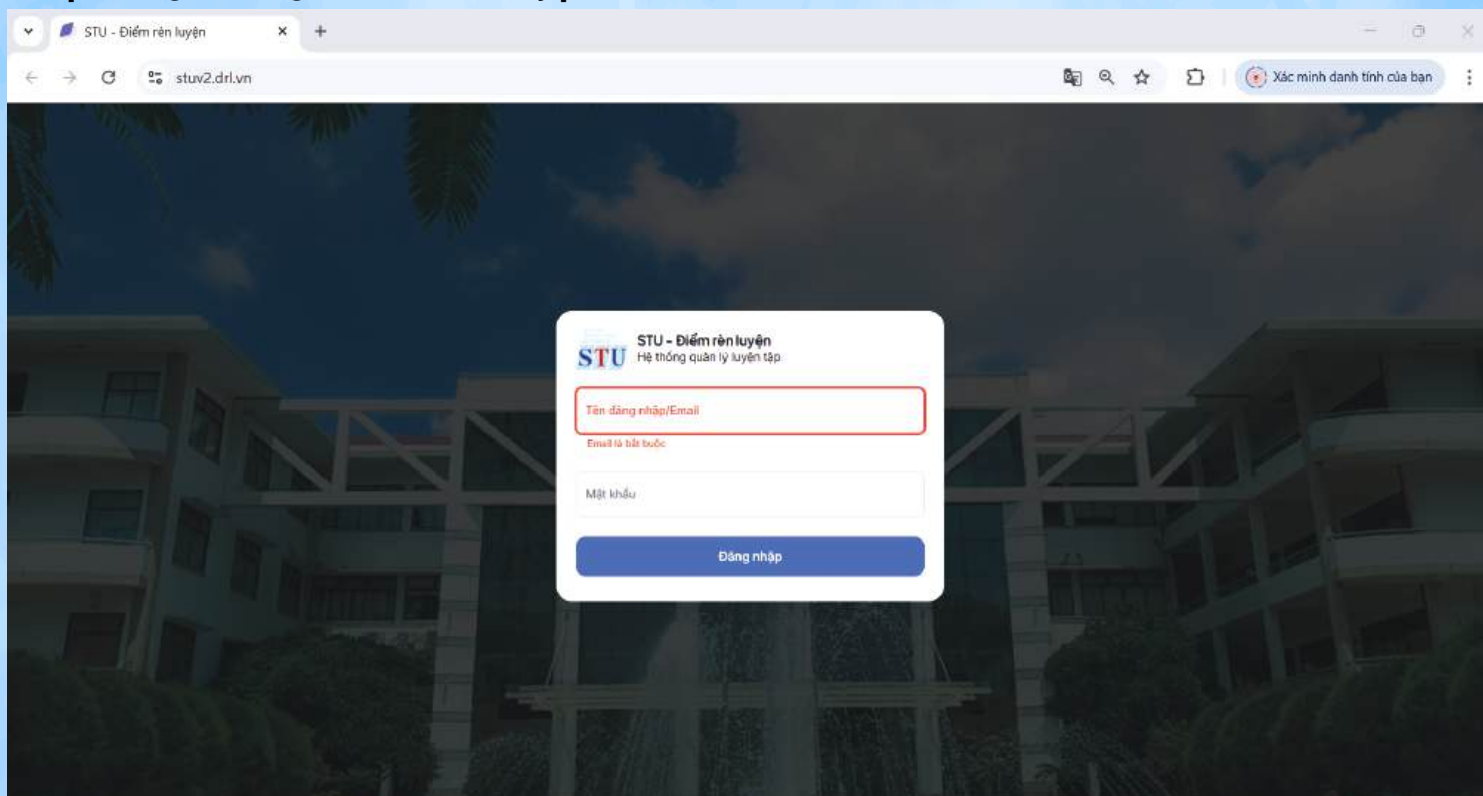 STU - Điểm rèn luyện
stuv2.drl.vn
Xác minh danh tính của bạn
STU - Điểm rèn luyện
STU
Hệ thống quản lý luyện tập
Tên đăng nhập/Email
Email là bắt buộc
Mật khẩu
Đăng nhập